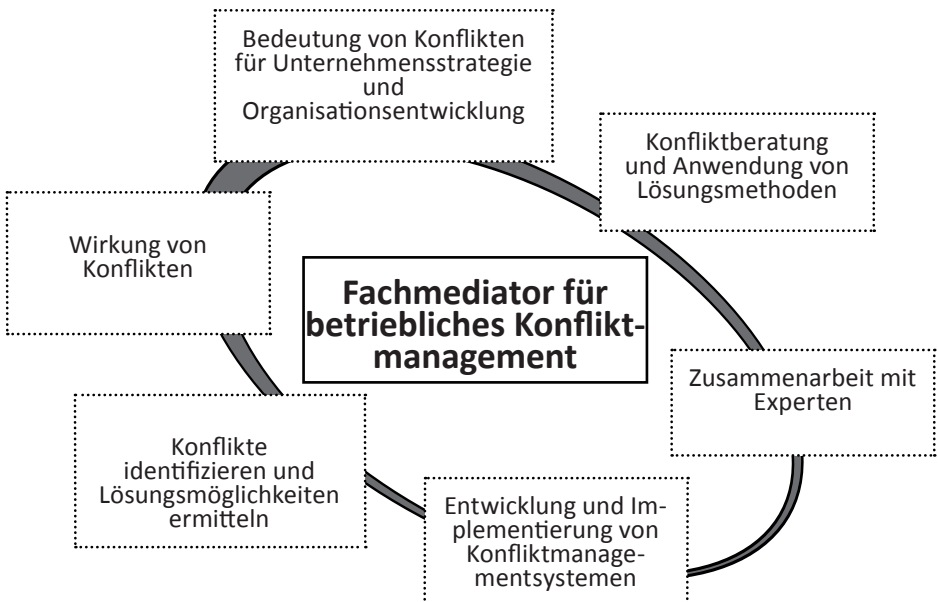 Bedeutung von Konflikten
für Unternehmensstrategie
und
Organisationsentwicklung
Konfliktberatung
und Anwendung von
Lösungsmethoden
Wirkung von
Konflikten
Fachmediator für
betriebliches Konflikt-
management
Zusammenarbeit mit
Experten
Konflikte
identifizieren und
Lösungsmöglichkeiten
ermitteln
Entwicklung und Im-
plementierung von
Konfliktmanage-
mentsystemen